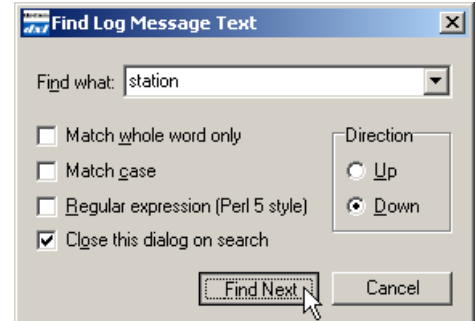 Find Log Message Text
Find what: station
Match whole word only
Match case
Regular expression (Perl 5 style)
Close this dialog on search
Direction
Up
Down
Find Next
Cancel